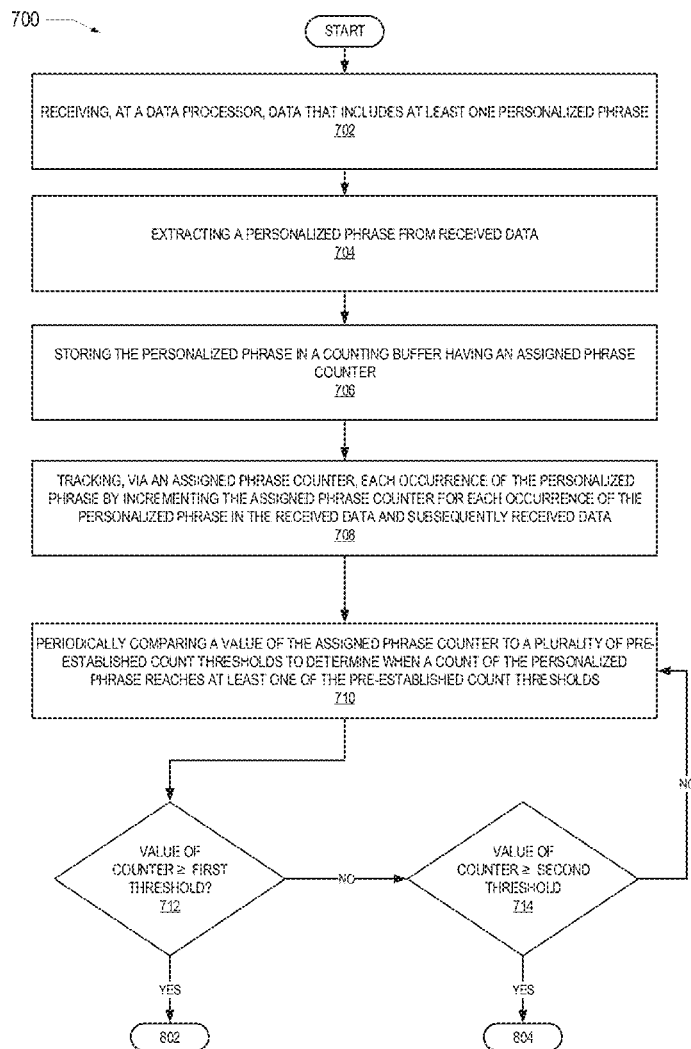 700
START
RECEIVING, AT A DATA PROCESSOR, DATA THAT INCLUDES AT LEAST ONE PERSONALIZED PHRASE
702
EXTRACTING A PERSONALIZED PHRASE FROM RECEIVED DATA
704
STORING THE PERSONALIZED PHRASE IN A COUNTING BUFFER HAVING AN ASSIGNED PHRASE
COUNTER
706
TRACKING, VIA AN ASSIGNED PHRASE COUNTER, EACH OCCURRENCE OF THE PERSONALIZED
PHRASE BY INCREMENTING THE ASSIGNED PHRASE COUNTER FOR EACH OCCURRENCE OF THE
PERSONALIZED PHRASE IN THE RECEIVED DATA AND SUBSEQUENTLY RECEIVED DATA
708
PERIODICALLY COMPARING A VALUE OF THE ASSIGNED PHRASE COUNTER TO A PLURALITY OF PRE-
ESTABLISHED COUNT THRESHOLDS TO DETERMINE WHEN A COUNT OF THE PERSONALIZED
PHRASE REACHES AT LEAST ONE OF THE PRE-ESTABLISHED COUNT THRESHOLDS
710
NO
VALUE OF
COUNTER ≥ FIRST
THRESHOLD?
712
NO
VALUE OF
COUNTER ≥ SECOND
THRESHOLD
714
YES
YES
802
804